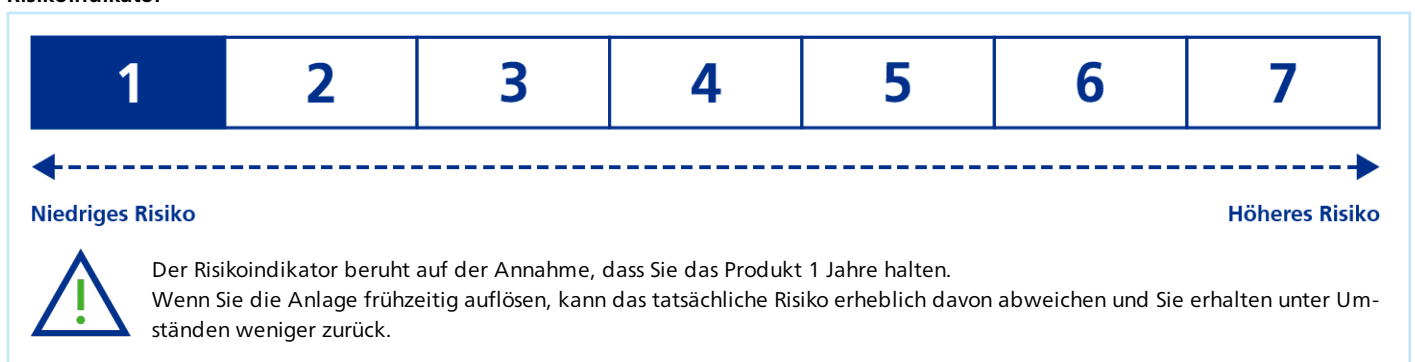 Risikoindikator
1 2 3 4 5 6 7
Niedriges Risiko Höheres Risiko
Der Risikoindikator beruht auf der Annahme, dass Sie das Produkt 1 Jahre halten.
Wenn Sie die Anlage frühzeitig auflösen, kann das tatsächliche Risiko erheblich davon abweichen und Sie erhalten unter Um-
ständen weniger zurück.